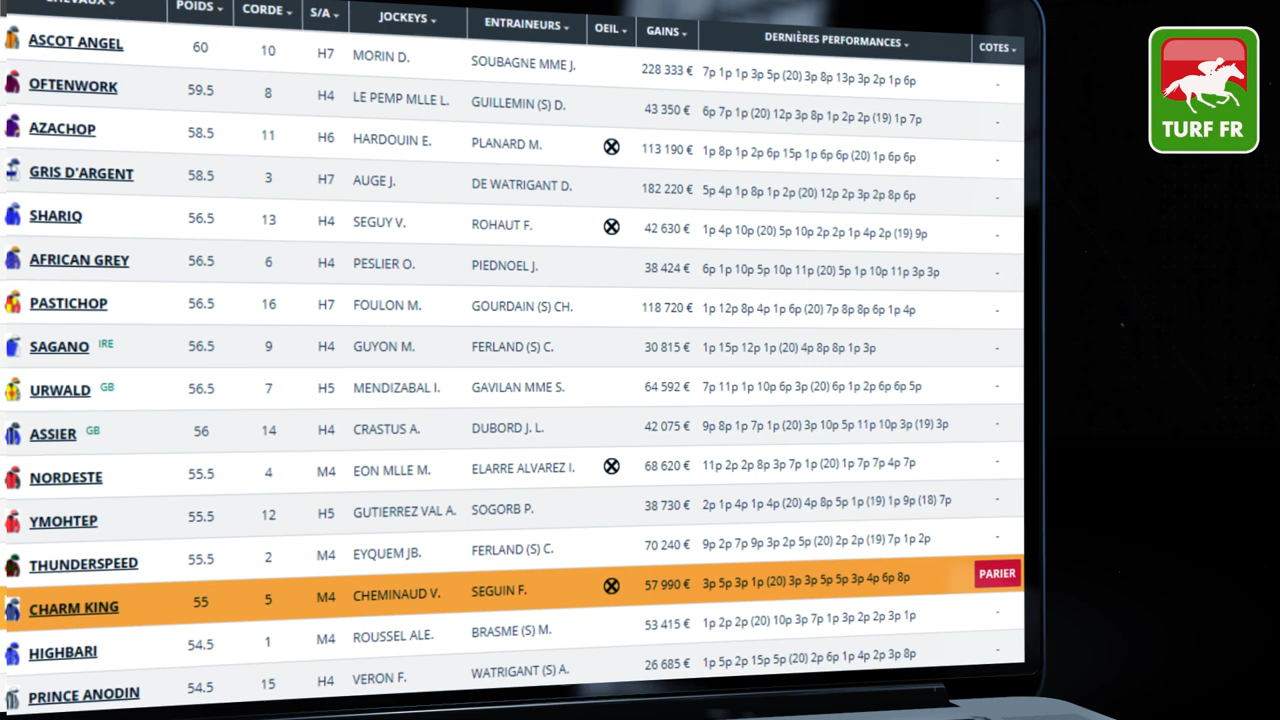 CHEVAUX POIDS CORDE S/A JOCKEYS ENTRAINEURS OEIL GAINS DERNIÈRES PERFORMANCES COTES
ASCOT ANGEL 60 10 H7 MORIN D. SOUBAGNE MME J. 228 333 € 7p 1p 1p 3p 5p (20) 3p 8p 13p 3p 2p 1p 6p -
OFTENWORK 59.5 8 H4 LE PEMP MLLE L. GUILLEMIN (S) D. 43 350 € 6p 7p 1p (20) 12p 3p 8p 1p 2p 2p (19) 1p 7p -
AZACHOP 58.5 11 H6 HARDOUIN E. PLANARD M. 113 190 € 1p 8p 1p 2p 6p 15p 1p 6p 6p (20) 1p 6p 6p -
GRIS D'ARGENT 58.5 3 H7 AUGE J. DE WATRIGANT D. 182 220 € 5p 4p 1p 8p 1p 2p (20) 12p 2p 3p 2p 8p 6p -
SHARIQ 56.5 13 H4 SEGUY V. ROHAUT F. 42 630 € 1p 4p 10p (20) 5p 10p 2p 2p 1p 4p 2p (19) 9p -
AFRICAN GREY 56.5 6 H4 PESLIER O. PIEDNOEL J. 38 424 € 6p 1p 10p 5p 10p 11p (20) 5p 1p 10p 11p 3p 3p -
PASTICHOP 56.5 16 H7 FOULON M. GOURDAIN (S) CH. 118 720 € 1p 12p 8p 4p 1p 6p (20) 7p 8p 8p 6p 1p 4p -
SAGANO IRE 56.5 9 H4 GUYON M. FERLAND (S) C. 30 815 € 1p 15p 12p 1p (20) 4p 8p 8p 1p 3p -
URWALD GB 56.5 7 H5 MENDIZABAL I. GAVILAN MME S. 64 592 € 7p 11p 1p 10p 6p 3p (20) 6p 1p 2p 6p 6p 5p -
ASSIER GB 56 14 H4 CRASTUS A. DUBORD J. L. 42 075 € 9p 8p 1p 7p 1p (20) 3p 10p 5p 11p 10p 3p (19) 3p -
NORDESTE 55.5 4 M4 EON MLLE M. ELARRE ALVAREZ I. 68 620 € 11p 2p 2p 8p 3p 7p 1p (20) 1p 7p 7p 4p 7p -
YMOHTEP 55.5 12 H5 GUTIERREZ VAL A. SOGORB P. 38 730 € 2p 1p 4p 1p 4p (20) 4p 8p 5p 1p (19) 1p 9p (18) 7p -
THUNDERSPEED 55.5 2 M4 EYQUEM JB. FERLAND (S) C. 70 240 € 9p 2p 7p 9p 3p 2p 5p (20) 2p 2p (19) 7p 1p 2p -
CHARM KING 55 5 M4 CHEMINAUD V. SEGUIN F. 57 990 € 3p 5p 3p 1p (20) 3p 3p 5p 5p 3p 4p 6p 8p PARIER
HIGHBARI 54.5 1 M4 ROUSSEL ALE. BRASME (S) M. 53 415 € 1p 2p 2p (20) 10p 3p 7p 1p 3p 2p 2p 3p 1p -
PRINCE ANODIN 54.5 15 H4 VERON F. WATRIGANT (S) A. 26 685 € 1p 5p 2p 15p 5p (20) 2p 6p 1p 4p 2p 3p 8p -
TURF FR